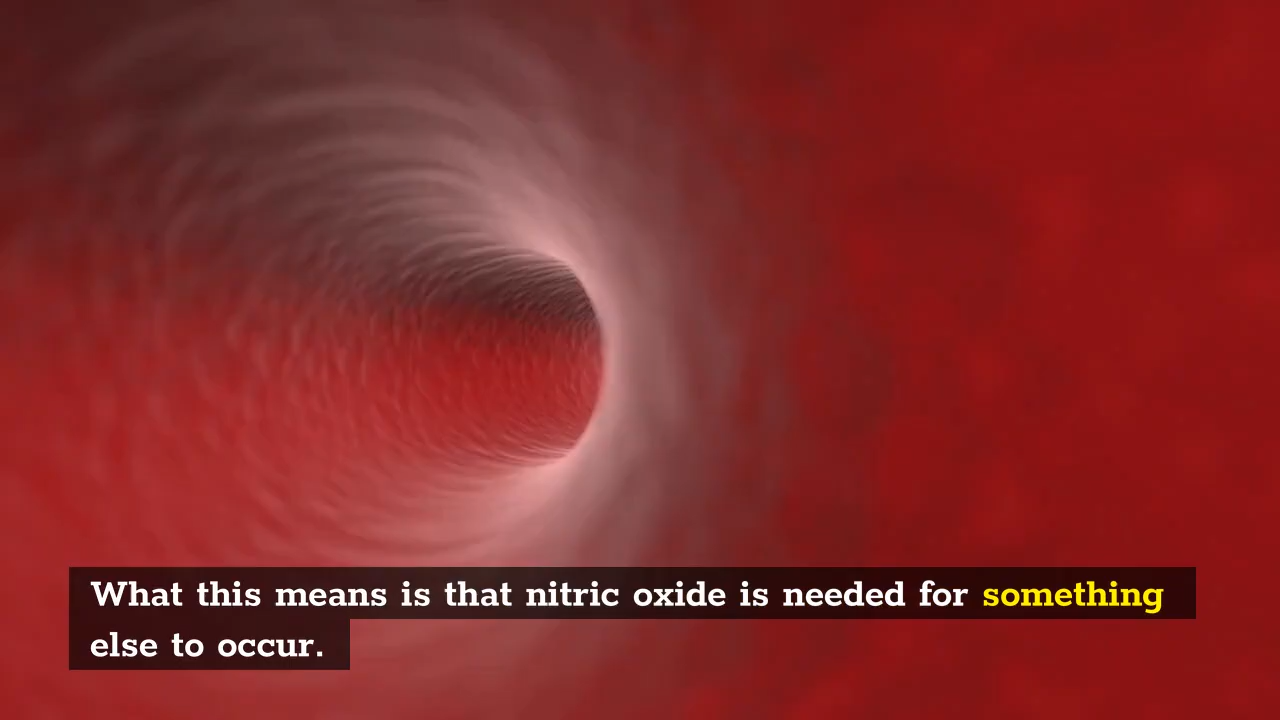 What this means is that nitric oxide is needed for something
else to occur.